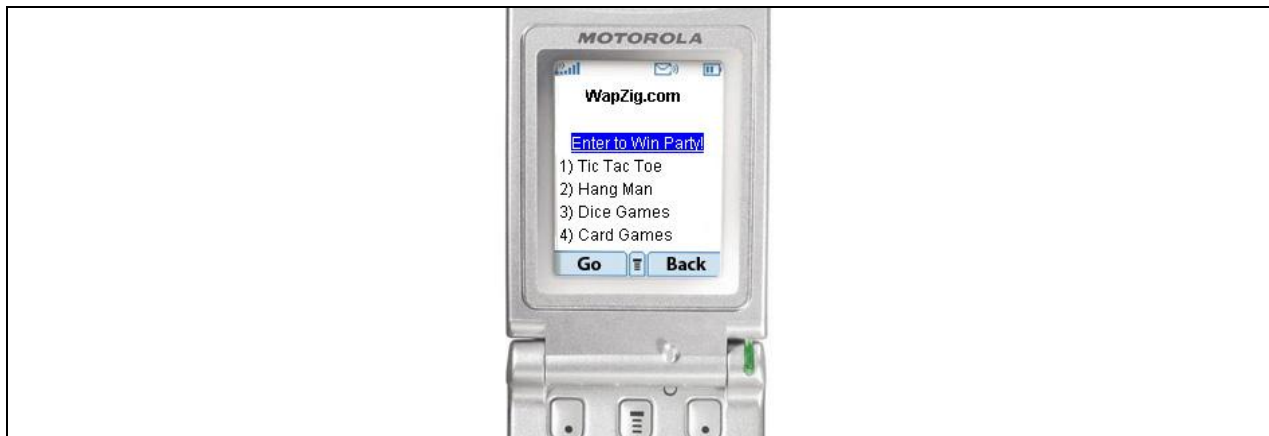 MOTOROLA
WapZig.com
Enter to Win Party!
1) Tic Tac Toe
2) Hang Man
3) Dice Games
4) Card Games
Go Back